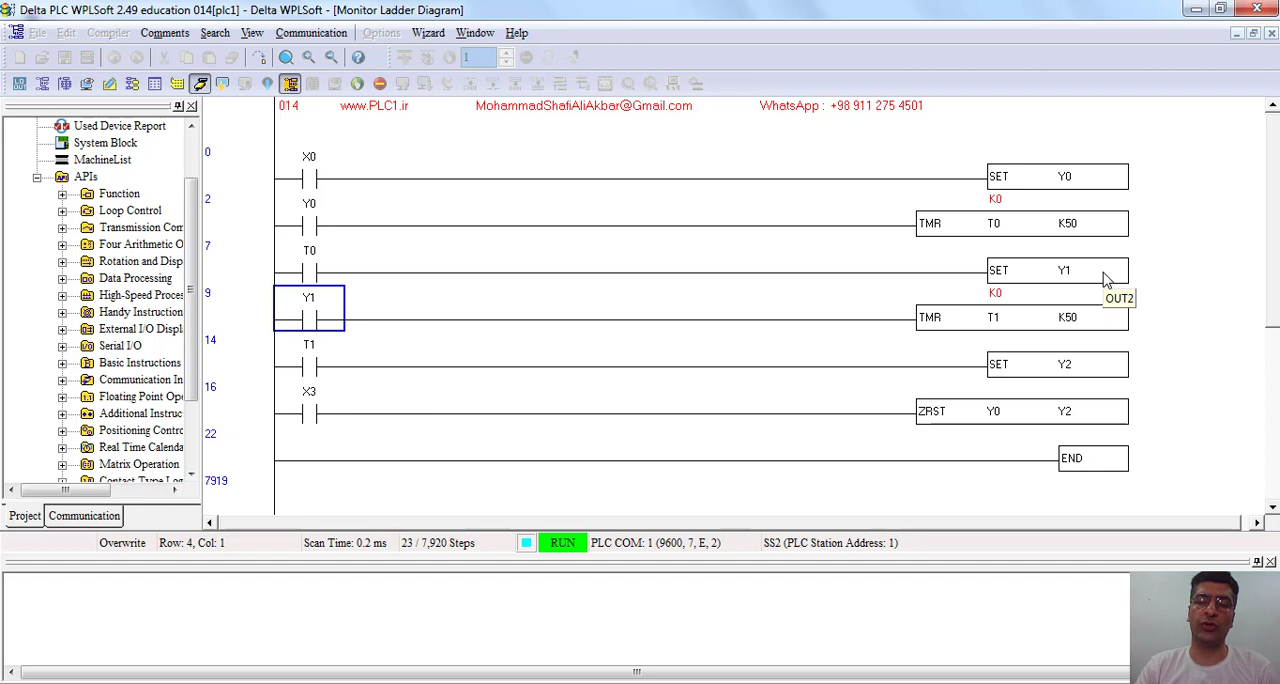 Delta PLC WPLSoft 2.49 education 014[plc1] - Delta WPLSoft - [Monitor Ladder Diagram]
File Edit Compiler Comments Search View Communication Options Wizard Window Help
1
014 www.PLC1.ir MohammadShafiAliAkbar@Gmail.com WhatsApp : +98 911 275 4501
Used Device Report
System Block
MachineList
APIs
Function
Loop Control
Transmission Com
Four Arithmetic O
Rotation and Disp
Data Processing
High-Speed Proces
Handy Instruction
External I/O Displ
Serial I/O
Basic Instructions
Communication In
Floating Point Ope
Additional Instruc
Positioning Contro
Real Time Calenda
Matrix Operation
Contact Type Log
Project Communication
0 X0 SET Y0
K0
2 Y0 TMR T0 K50
7 T0 SET Y1
K0
OUT2
9 Y1 TMR T1 K50
14 T1 SET Y2
16 X3 ZRST Y0 Y2
22 END
7919
Overwrite Row: 4, Col: 1 Scan Time: 0.2 ms 23 / 7,920 Steps RUN PLC COM: 1 (9600, 7, E, 2) SS2 (PLC Station Address: 1)